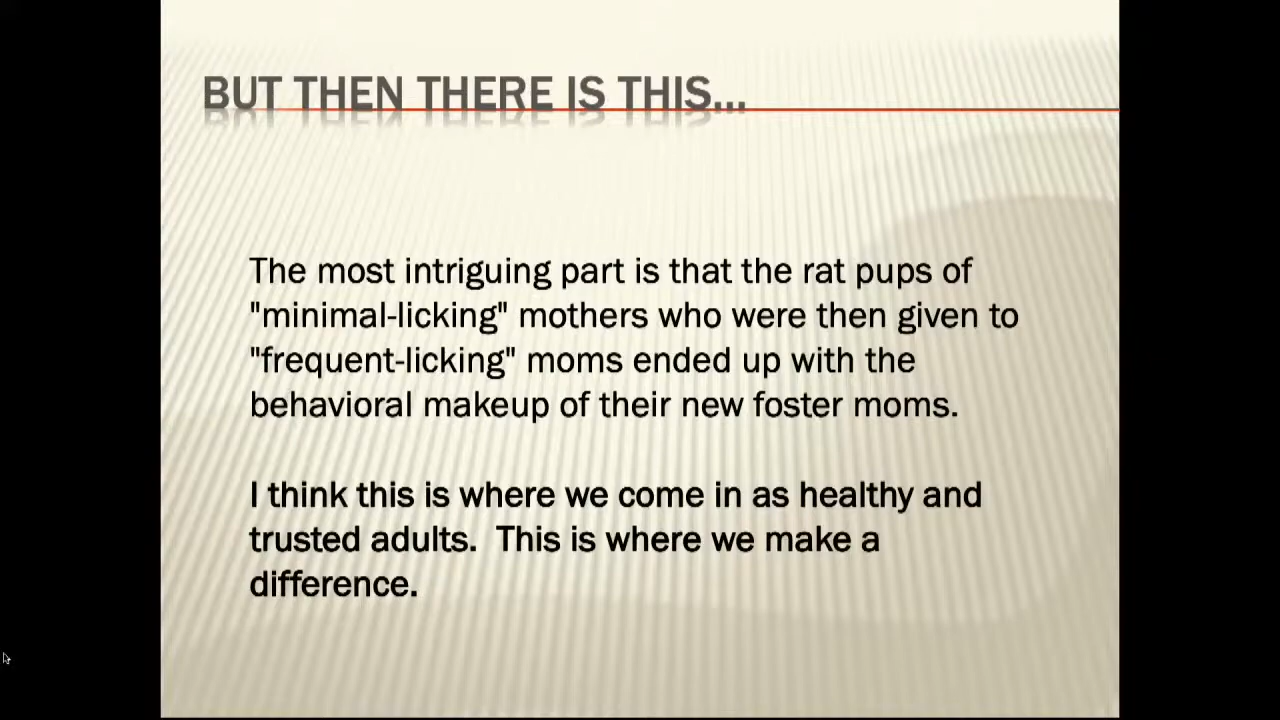 BUT THEN THERE IS THIS...
The most intriguing part is that the rat pups of
"minimal-licking" mothers who were then given to
"frequent-licking" moms ended up with the
behavioral makeup of their new foster moms.
I think this is where we come in as healthy and
trusted adults.  This is where we make a
difference.